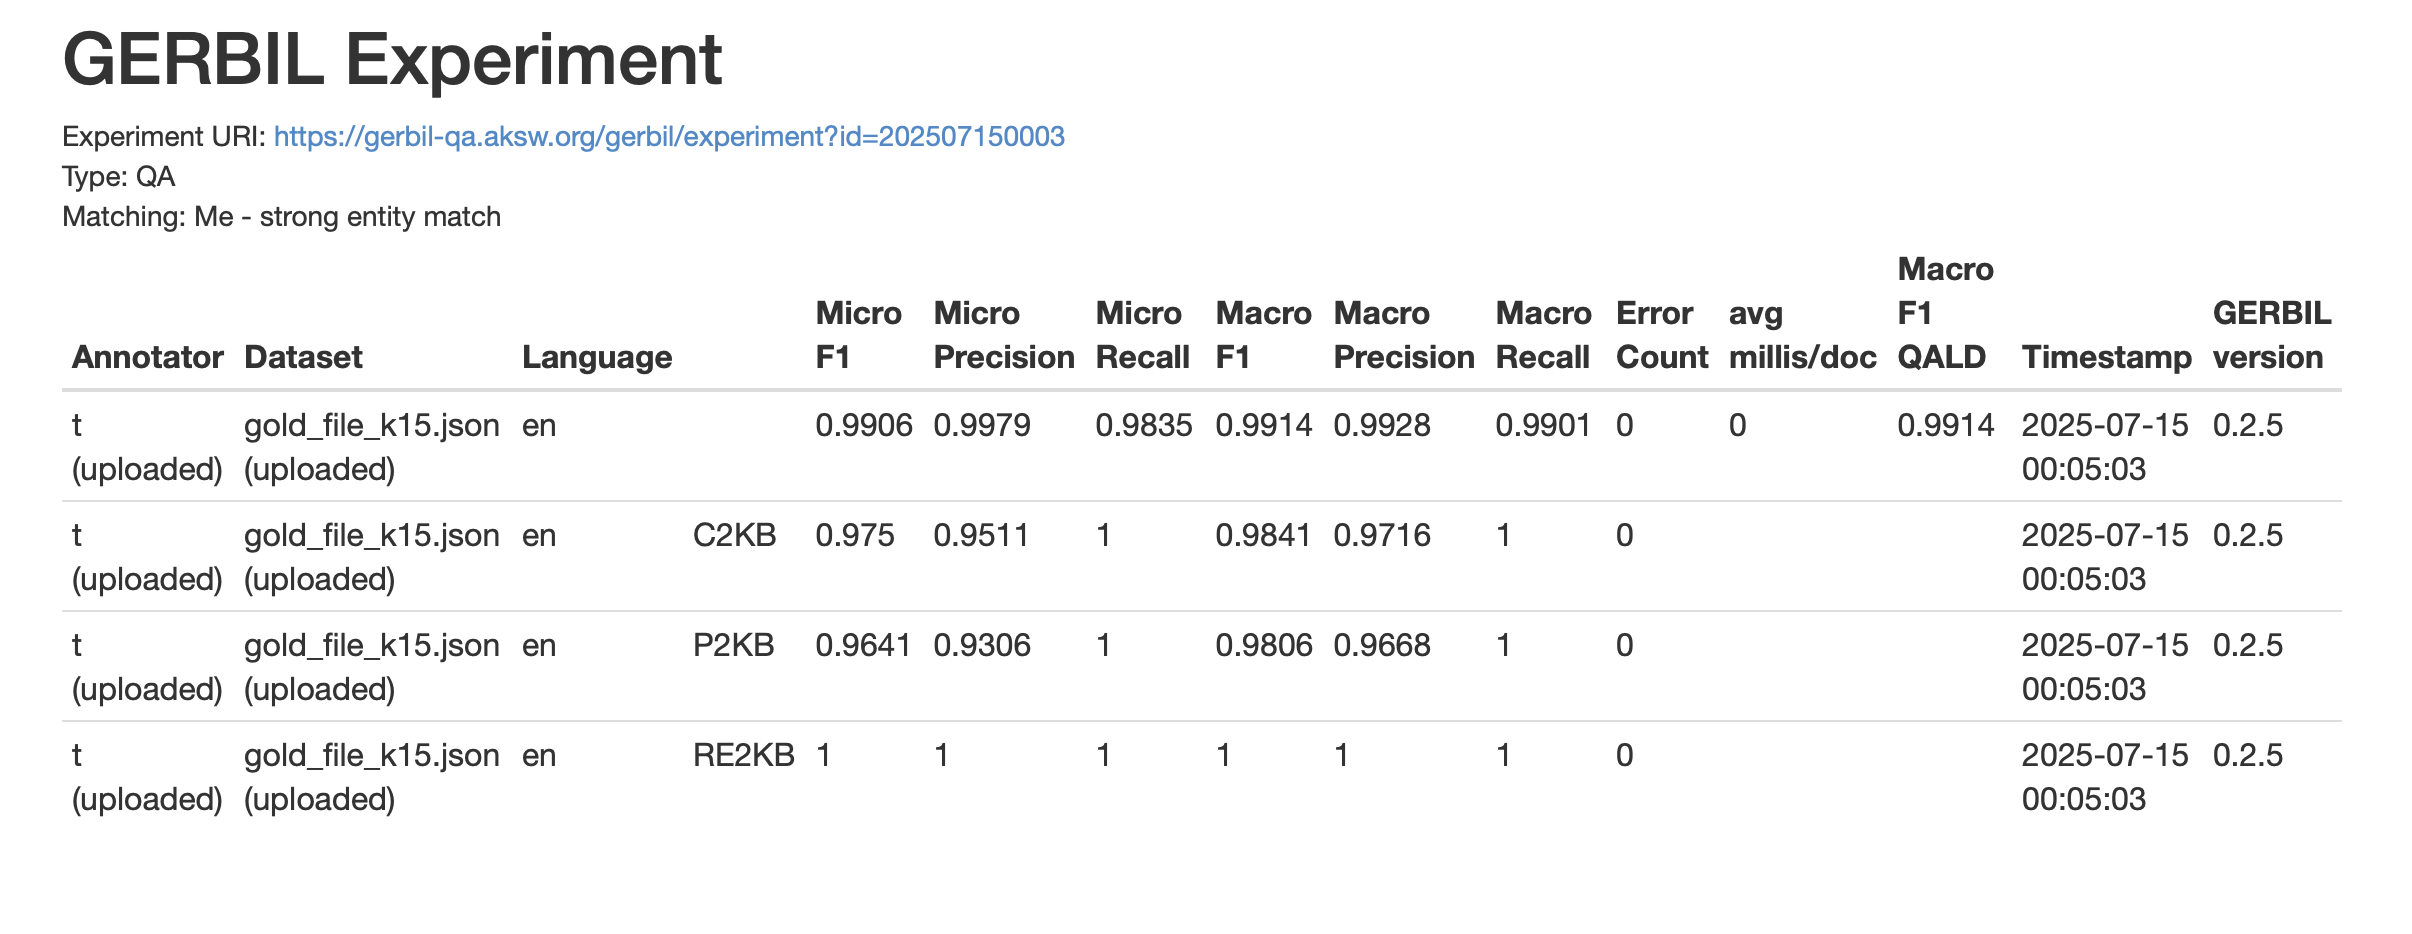 GERBIL Experiment
Experiment URI: https://gerbil-qa.aksw.org/gerbil/experiment?id=202507150003
Type: QA
Matching: Me - strong entity match
Annotator Dataset Language Micro F1 Micro Precision Micro Recall Macro F1 Macro Precision Macro Recall Error Count avg millis/doc Macro F1 QALD Timestamp GERBIL version
t gold_file_k15.json en 0.9906 0.9979 0.9835 0.9914 0.9928 0.9901 0 0 0.9914 2025-07-15 0.2.5
(uploaded) (uploaded) 00:05:03
t gold_file_k15.json en C2KB 0.975 0.9511 1 0.9841 0.9716 1 0 2025-07-15 0.2.5
(uploaded) (uploaded) 00:05:03
t gold_file_k15.json en P2KB 0.9641 0.9306 1 0.9806 0.9668 1 0 2025-07-15 0.2.5
(uploaded) (uploaded) 00:05:03
t gold_file_k15.json en RE2KB 1 1 1 1 1 1 0 2025-07-15 0.2.5
(uploaded) (uploaded) 00:05:03